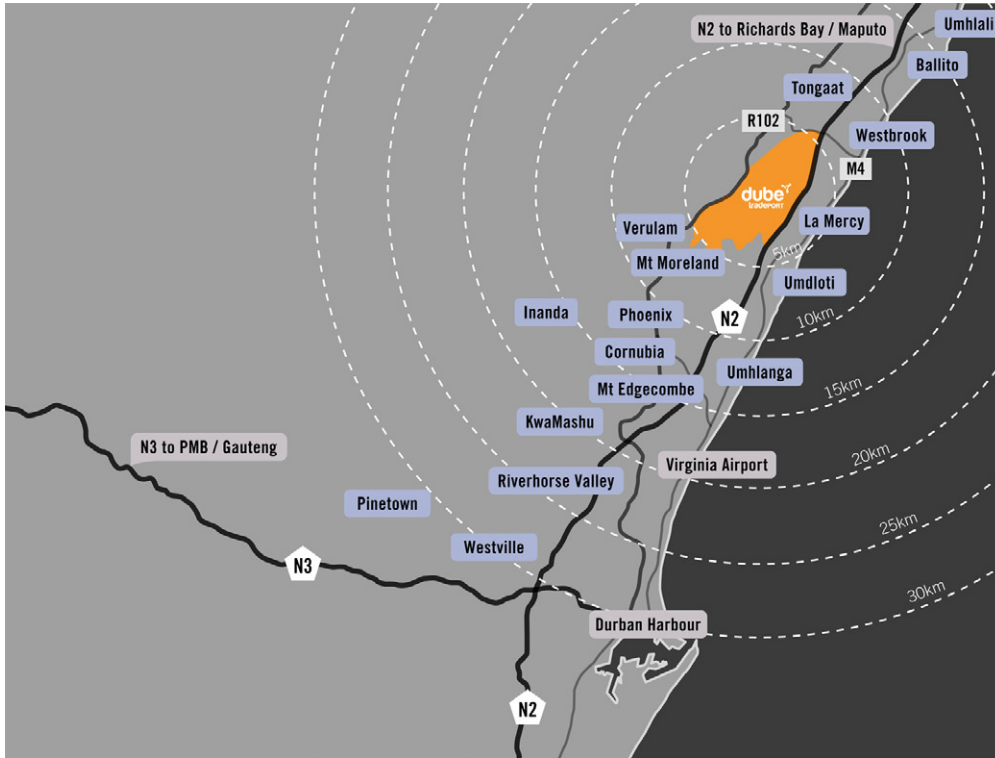 N2 to Richards Bay / Maputo
Umhlali
Ballito
Tongaat
R102
Westbrook
M4
dube
tradeport
La Mercy
Verulam
Mt Moreland
5km
Umdloti
Inanda
Phoenix
N2
10km
Cornubia
Umhlanga
Mt Edgecombe
15km
KwaMashu
N3 to PMB / Gauteng
Virginia Airport
20km
Riverhorse Valley
Pinetown
25km
Westville
N3
30km
Durban Harbour
N2